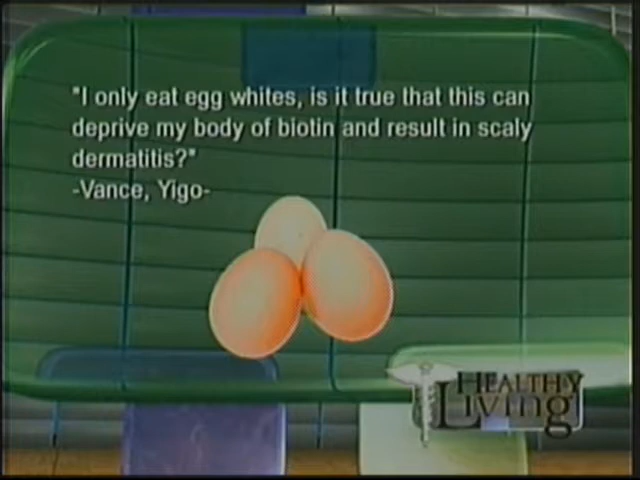 "I only eat egg whites, is it true that this can
deprive my body of biotin and result in scaly
dermatitis?"
-Vance, Yigo-
HEALTHY
Living